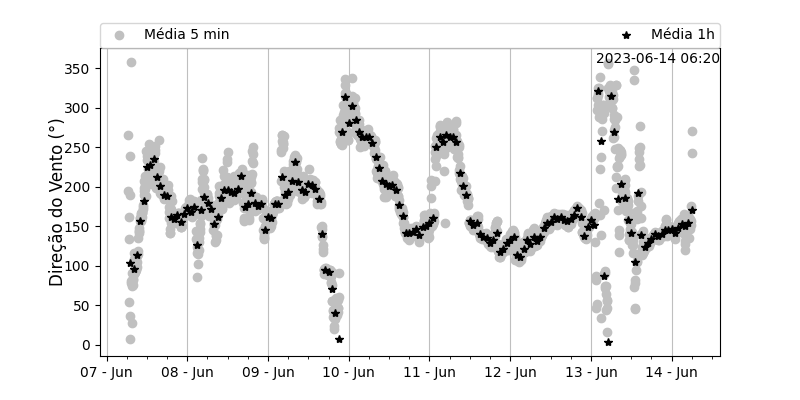 Média 5 min
Média 1h
2023-06-14 06:20
Direção do Vento (°)
350
300
250
200
150
100
50
0
07 - Jun
08 - Jun
09 - Jun
10 - Jun
11 - Jun
12 - Jun
13 - Jun
14 - Jun